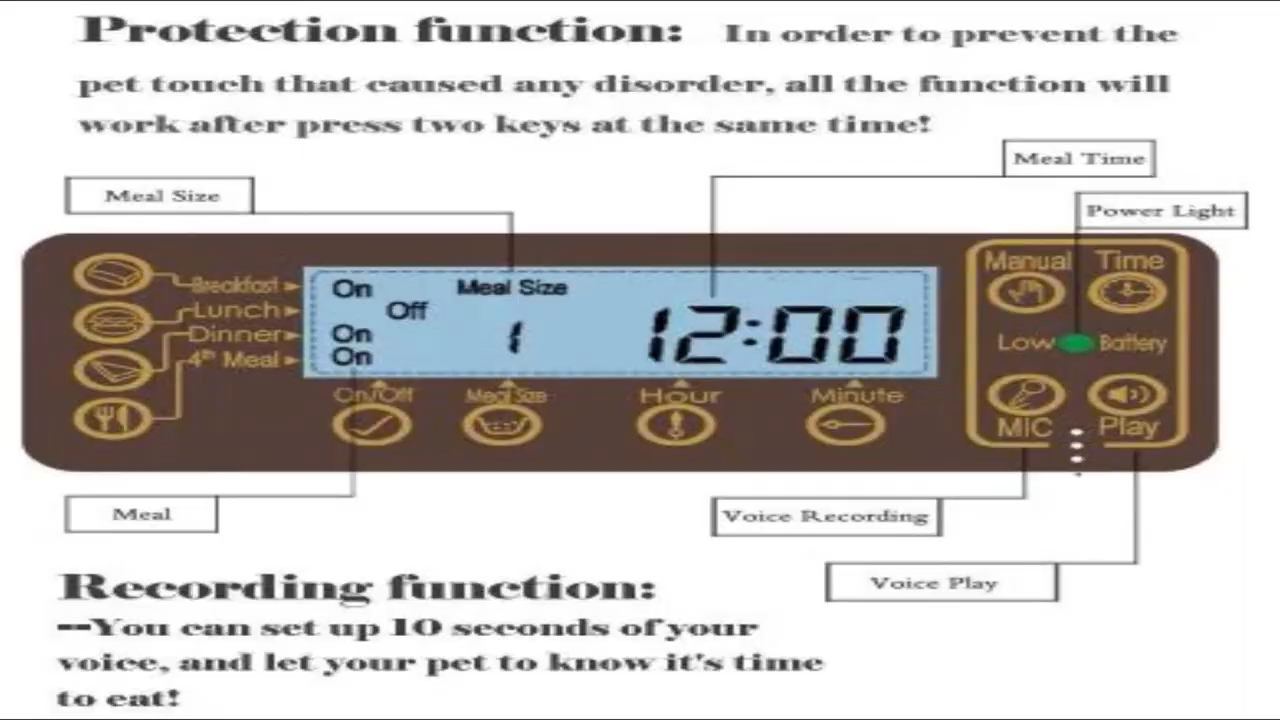 Protection function: In order to prevent the
pet touch that caused any disorder, all the function will
work after press two keys at the same time!
Meal Time
Meal Size
Power Light
Manual Time
Breakfast On Meal Size
Lunch Off
Dinner On 1 12:00
4th Meal On
Low Battery
On/Off Meal Size Hour Minute
MIC Play
Meal
Voice Recording
Voice Play
Recording function:
--You can set up 10 seconds of your
voice, and let your pet to know it's time
to eat!